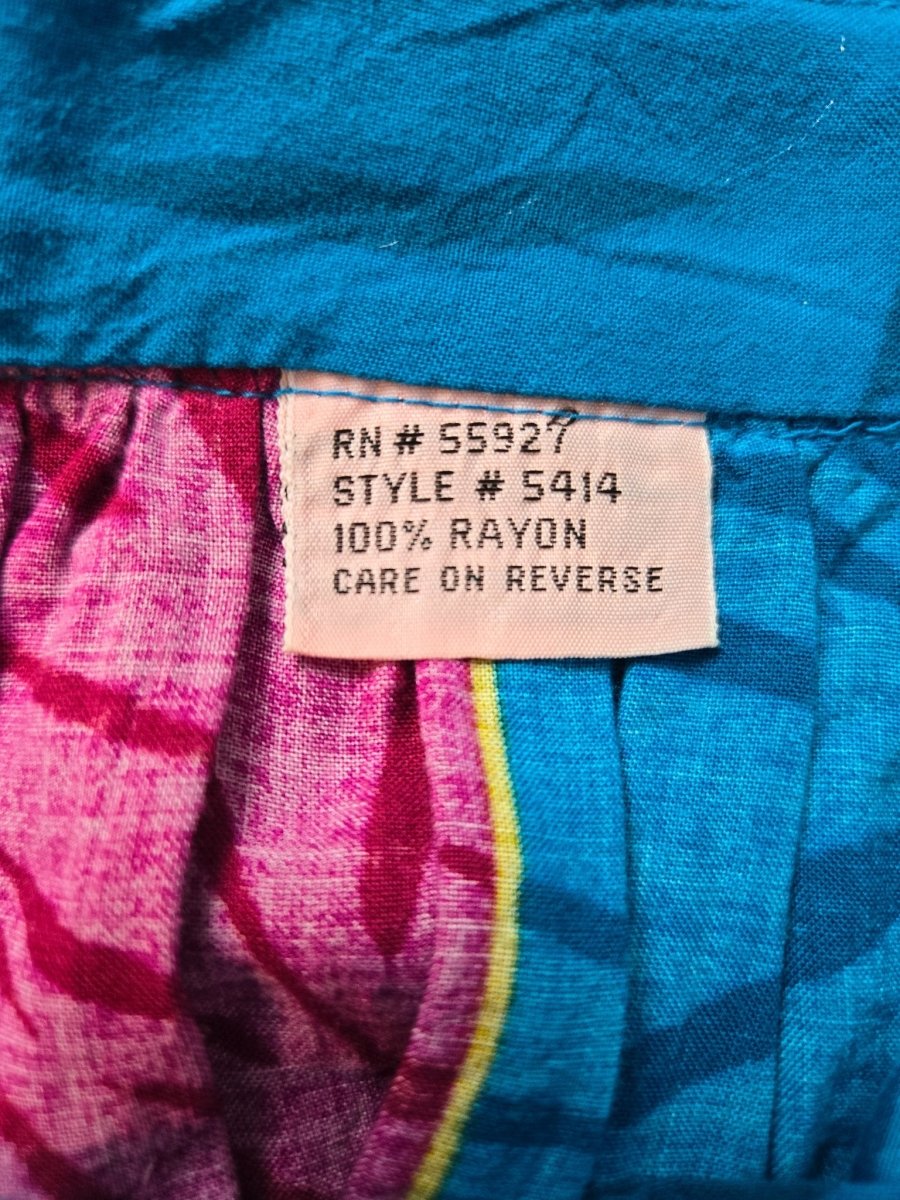 RN # 55927
STYLE # 5414
100% RAYON
CARE ON REVERSE